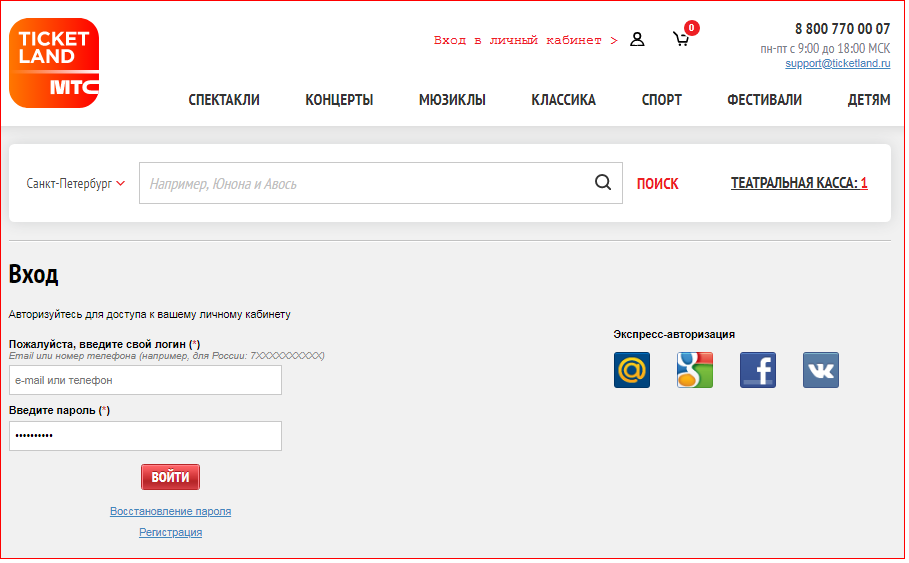 TICKET
LAND
МТС
Вход в личный кабинет >
0
8 800 770 00 07
пн-пт с 9:00 до 18:00 МСК
support@ticketland.ru
СПЕКТАКЛИ КОНЦЕРТЫ МЮЗИКЛЫ КЛАССИКА СПОРТ ФЕСТИВАЛИ ДЕТЯМ
Санкт-Петербург
Например, Юнона и Авось
ПОИСК
ТЕАТРАЛЬНАЯ КАССА: 1
Вход
Авторизуйтесь для доступа к вашему личному кабинету
Пожалуйста, введите свой логин (*)
Email или номер телефона (например, для России: 7XXXXXXXXXX)
e-mail или телефон
Введите пароль (*)
••••••••••
ВОЙТИ
Восстановление пароля
Регистрация
Экспресс-авторизация
@
g
f